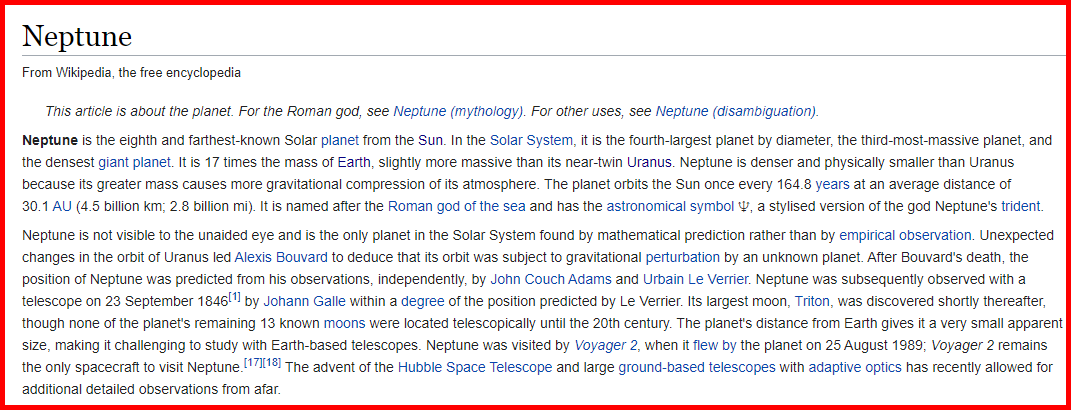 Neptune
From Wikipedia, the free encyclopedia
This article is about the planet. For the Roman god, see Neptune (mythology). For other uses, see Neptune (disambiguation).
Neptune is the eighth and farthest-known Solar planet from the Sun. In the Solar System, it is the fourth-largest planet by diameter, the third-most-massive planet, and
the densest giant planet. It is 17 times the mass of Earth, slightly more massive than its near-twin Uranus. Neptune is denser and physically smaller than Uranus
because its greater mass causes more gravitational compression of its atmosphere. The planet orbits the Sun once every 164.8 years at an average distance of
30.1 AU (4.5 billion km; 2.8 billion mi). It is named after the Roman god of the sea and has the astronomical symbol ♆, a stylised version of the god Neptune's trident.
Neptune is not visible to the unaided eye and is the only planet in the Solar System found by mathematical prediction rather than by empirical observation. Unexpected
changes in the orbit of Uranus led Alexis Bouvard to deduce that its orbit was subject to gravitational perturbation by an unknown planet. After Bouvard's death, the
position of Neptune was predicted from his observations, independently, by John Couch Adams and Urbain Le Verrier. Neptune was subsequently observed with a
telescope on 23 September 1846[1] by Johann Galle within a degree of the position predicted by Le Verrier. Its largest moon, Triton, was discovered shortly thereafter,
though none of the planet's remaining 13 known moons were located telescopically until the 20th century. The planet's distance from Earth gives it a very small apparent
size, making it challenging to study with Earth-based telescopes. Neptune was visited by Voyager 2, when it flew by the planet on 25 August 1989; Voyager 2 remains
the only spacecraft to visit Neptune.[17][18] The advent of the Hubble Space Telescope and large ground-based telescopes with adaptive optics has recently allowed for
additional detailed observations from afar.